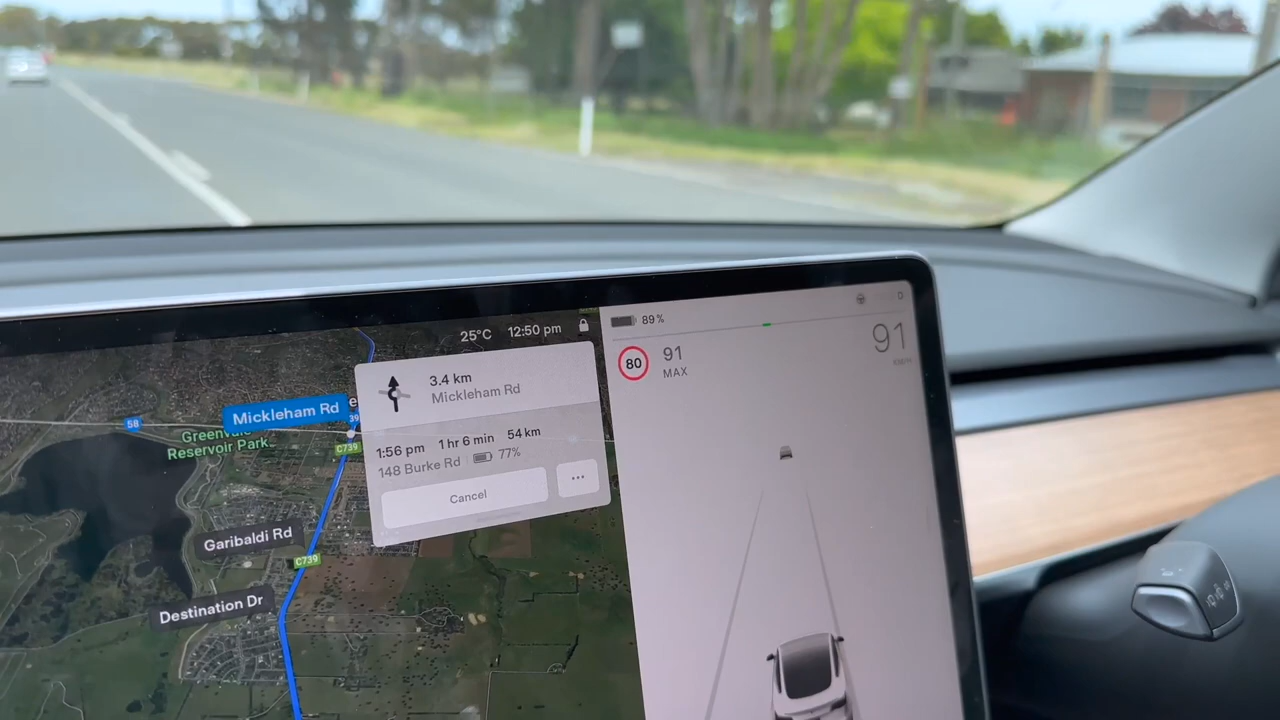 25°C 12:50 pm
3.4 km
Mickleham Rd
1:56 pm 1 hr 6 min 54 km
148 Burke Rd 77%
Cancel
...
Mickleham Rd
58
39
C739
Reservoir Park
Garibaldi Rd
C739
Destination Dr
89%
80
91
MAX
91